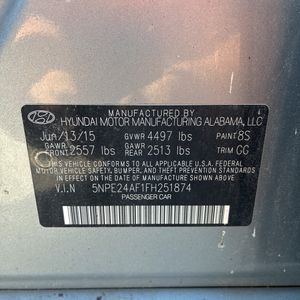 MANUFACTURED BY
HYUNDAI MOTOR MANUFACTURING ALABAMA, LLC
Jun/13/15 GVWR 4497 lbs PAINT 8S
GAWR FRONT 2557 lbs GAWR REAR 2513 lbs TRIM GG
THIS VEHICLE CONFORMS TO ALL APPLICABLE U.S.A. FEDERAL
MOTOR VEHICLE SAFETY, BUMPER, AND THEFT PREVENTION
STANDARDS IN EFFECT ON THE DATE OF MANUFACTURE SHOWN ABOVE.
V.I.N 5NPE24AF1FH251874
PASSENGER CAR